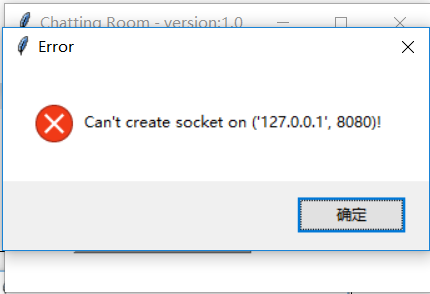 Chatting Room - version:1.0
Error
Can't create socket on ('127.0.0.1', 8080)!
确定